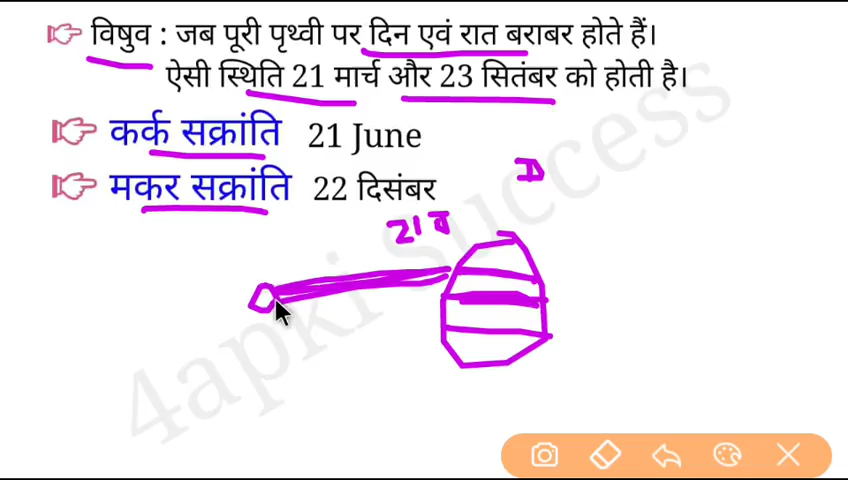 विषुव : जब पूरी पृथ्वी पर दिन एवं रात बराबर होते हैं।
ऐसी स्थिति 21 मार्च और 23 सितंबर को होती है।
कर्क सक्रांति 21 June
मकर सक्रांति 22 दिसंबर
D
21
4apki Success